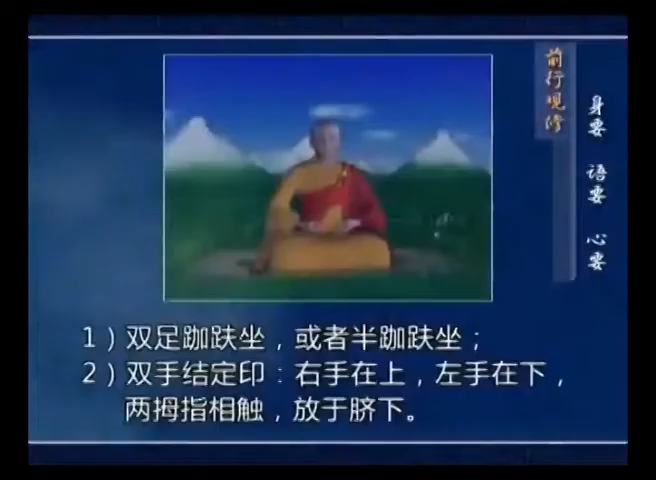 前行观修
身要
语要
心要
1）双足跏趺坐，或者半跏趺坐；
2）双手结定印：右手在上，左手在下，
两拇指相触，放于脐下。